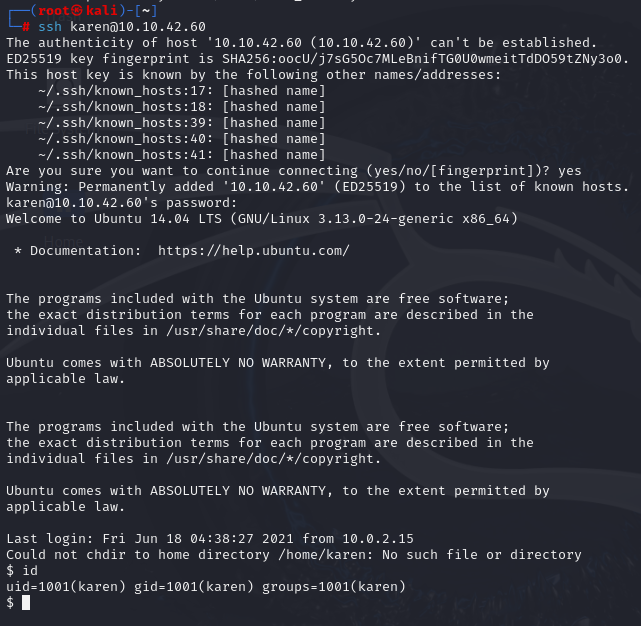 ┌──(root㉿kali)-[~]
└─# ssh karen@10.10.42.60
The authenticity of host '10.10.42.60 (10.10.42.60)' can't be established.
ED25519 key fingerprint is SHA256:oocU/j7sG5Oc7MLeBnifTG0U0wmeitTdDO59tZNy3o0.
This host key is known by the following other names/addresses:
    ~/.ssh/known_hosts:17: [hashed name]
    ~/.ssh/known_hosts:18: [hashed name]
    ~/.ssh/known_hosts:39: [hashed name]
    ~/.ssh/known_hosts:40: [hashed name]
    ~/.ssh/known_hosts:41: [hashed name]
Are you sure you want to continue connecting (yes/no/[fingerprint])? yes
Warning: Permanently added '10.10.42.60' (ED25519) to the list of known hosts.
karen@10.10.42.60's password:
Welcome to Ubuntu 14.04 LTS (GNU/Linux 3.13.0-24-generic x86_64)

 * Documentation:  https://help.ubuntu.com/

The programs included with the Ubuntu system are free software;
the exact distribution terms for each program are described in the
individual files in /usr/share/doc/*/copyright.

Ubuntu comes with ABSOLUTELY NO WARRANTY, to the extent permitted by
applicable law.

The programs included with the Ubuntu system are free software;
the exact distribution terms for each program are described in the
individual files in /usr/share/doc/*/copyright.

Ubuntu comes with ABSOLUTELY NO WARRANTY, to the extent permitted by
applicable law.

Last login: Fri Jun 18 04:38:27 2021 from 10.0.2.15
Could not chdir to home directory /home/karen: No such file or directory
$ id
uid=1001(karen) gid=1001(karen) groups=1001(karen)
$